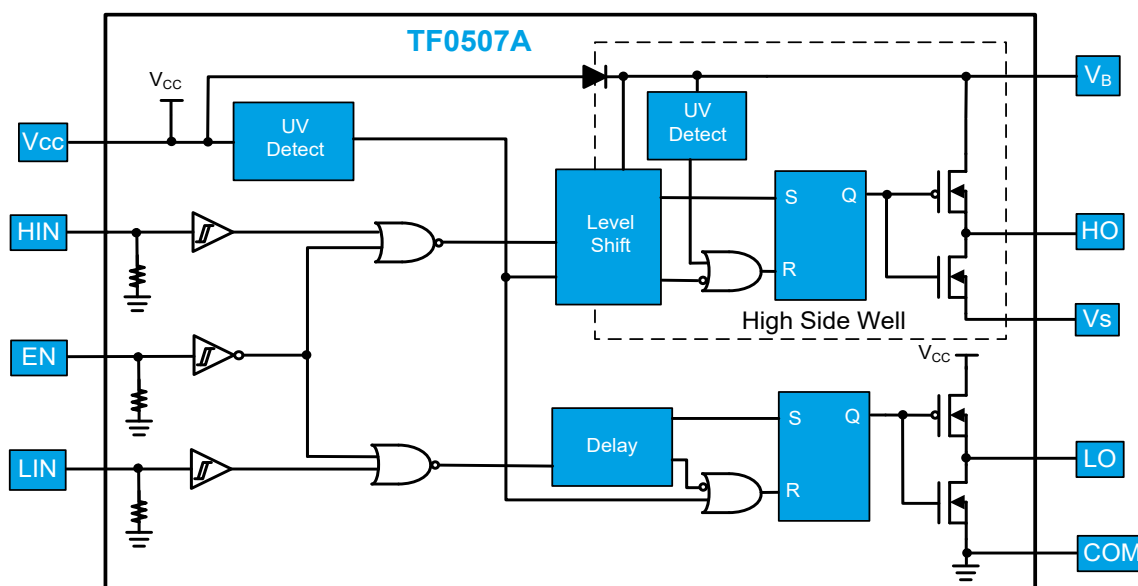 TF0507A
VCC
VB
Vcc
UV
Detect
UV
Detect
HIN
Level
Shift
S
Q
HO
R
High Side Well
Vs
EN
VCC
Delay
S
Q
LIN
LO
R
COM